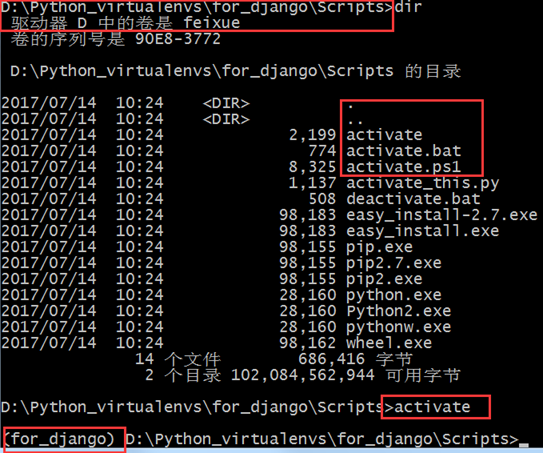 D:\Python_virtualenvs\for_django\Scripts>dir
驱动器 D 中的卷是 feixue
卷的序列号是 90E8-3772
D:\Python_virtualenvs\for_django\Scripts 的目录
2017/07/14  10:24    <DIR>          .
2017/07/14  10:24    <DIR>          ..
2017/07/14  10:24             2,199 activate
2017/07/14  10:24               774 activate.bat
2017/07/14  10:24             8,325 activate.ps1
2017/07/14  10:24             1,137 activate_this.py
2017/07/14  10:24               508 deactivate.bat
2017/07/14  10:24            98,183 easy_install-2.7.exe
2017/07/14  10:24            98,183 easy_install.exe
2017/07/14  10:24            98,155 pip.exe
2017/07/14  10:24            98,155 pip2.7.exe
2017/07/14  10:24            98,155 pip2.exe
2017/07/14  10:24            28,160 python.exe
2017/07/14  10:24            28,160 Python2.exe
2017/07/14  10:24            28,160 pythonw.exe
2017/07/14  10:24            98,162 wheel.exe
14 个文件        686,416 字节
2 个目录 102,084,562,944 可用字节
D:\Python_virtualenvs\for_django\Scripts>activate
(for_django) D:\Python_virtualenvs\for_django\Scripts>_